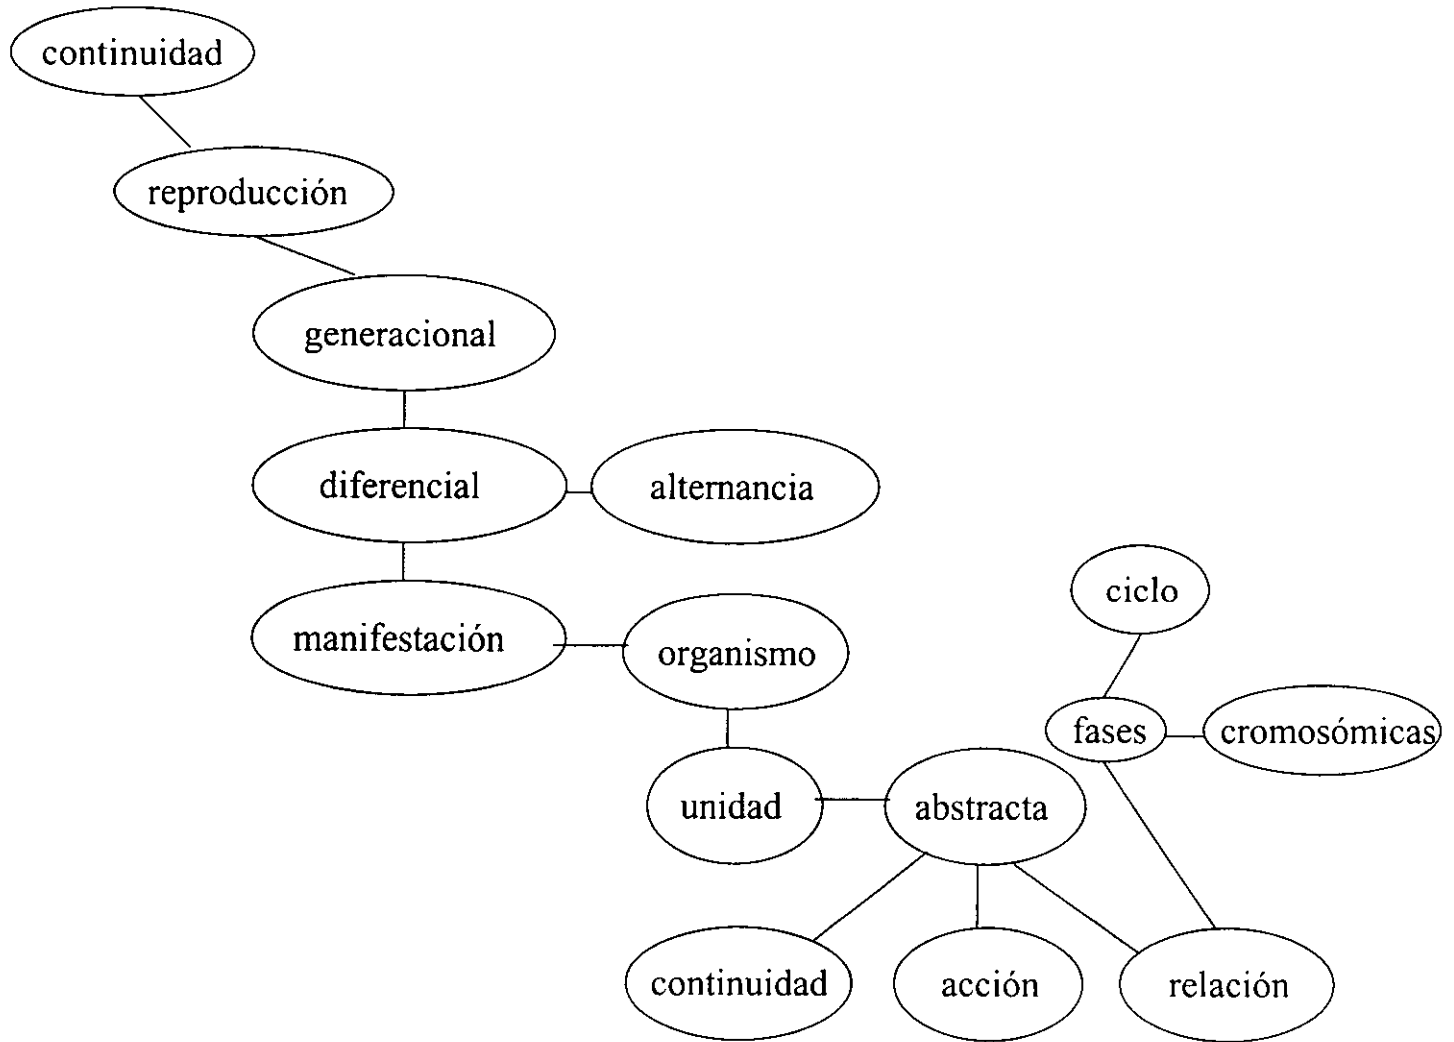 continuidad
reproducción
generacional
diferencial
alternancia
ciclo
manifestación
organismo
fases
cromosómicas
unidad
abstracta
continuidad
acción
relación